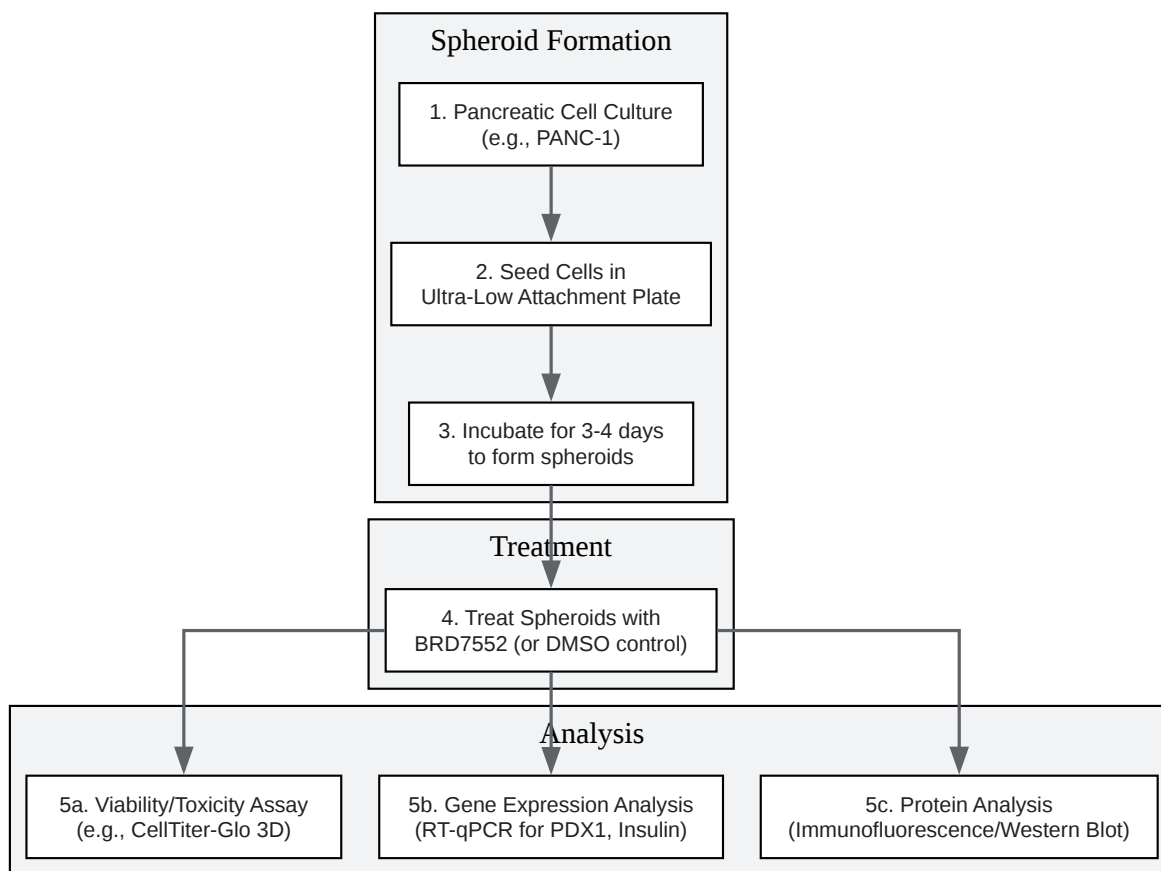 Spheroid Formation
1. Pancreatic Cell Culture
(e.g., PANC-1)
2. Seed Cells in
Ultra-Low Attachment Plate
3. Incubate for 3-4 days
to form spheroids
Treatment
4. Treat Spheroids with
BRD7552 (or DMSO control)
Analysis
5a. Viability/Toxicity Assay
(e.g., CellTiter-Glo 3D)
5b. Gene Expression Analysis
(RT-qPCR for PDX1, Insulin)
5c. Protein Analysis
(Immunofluorescence/Western Blot)